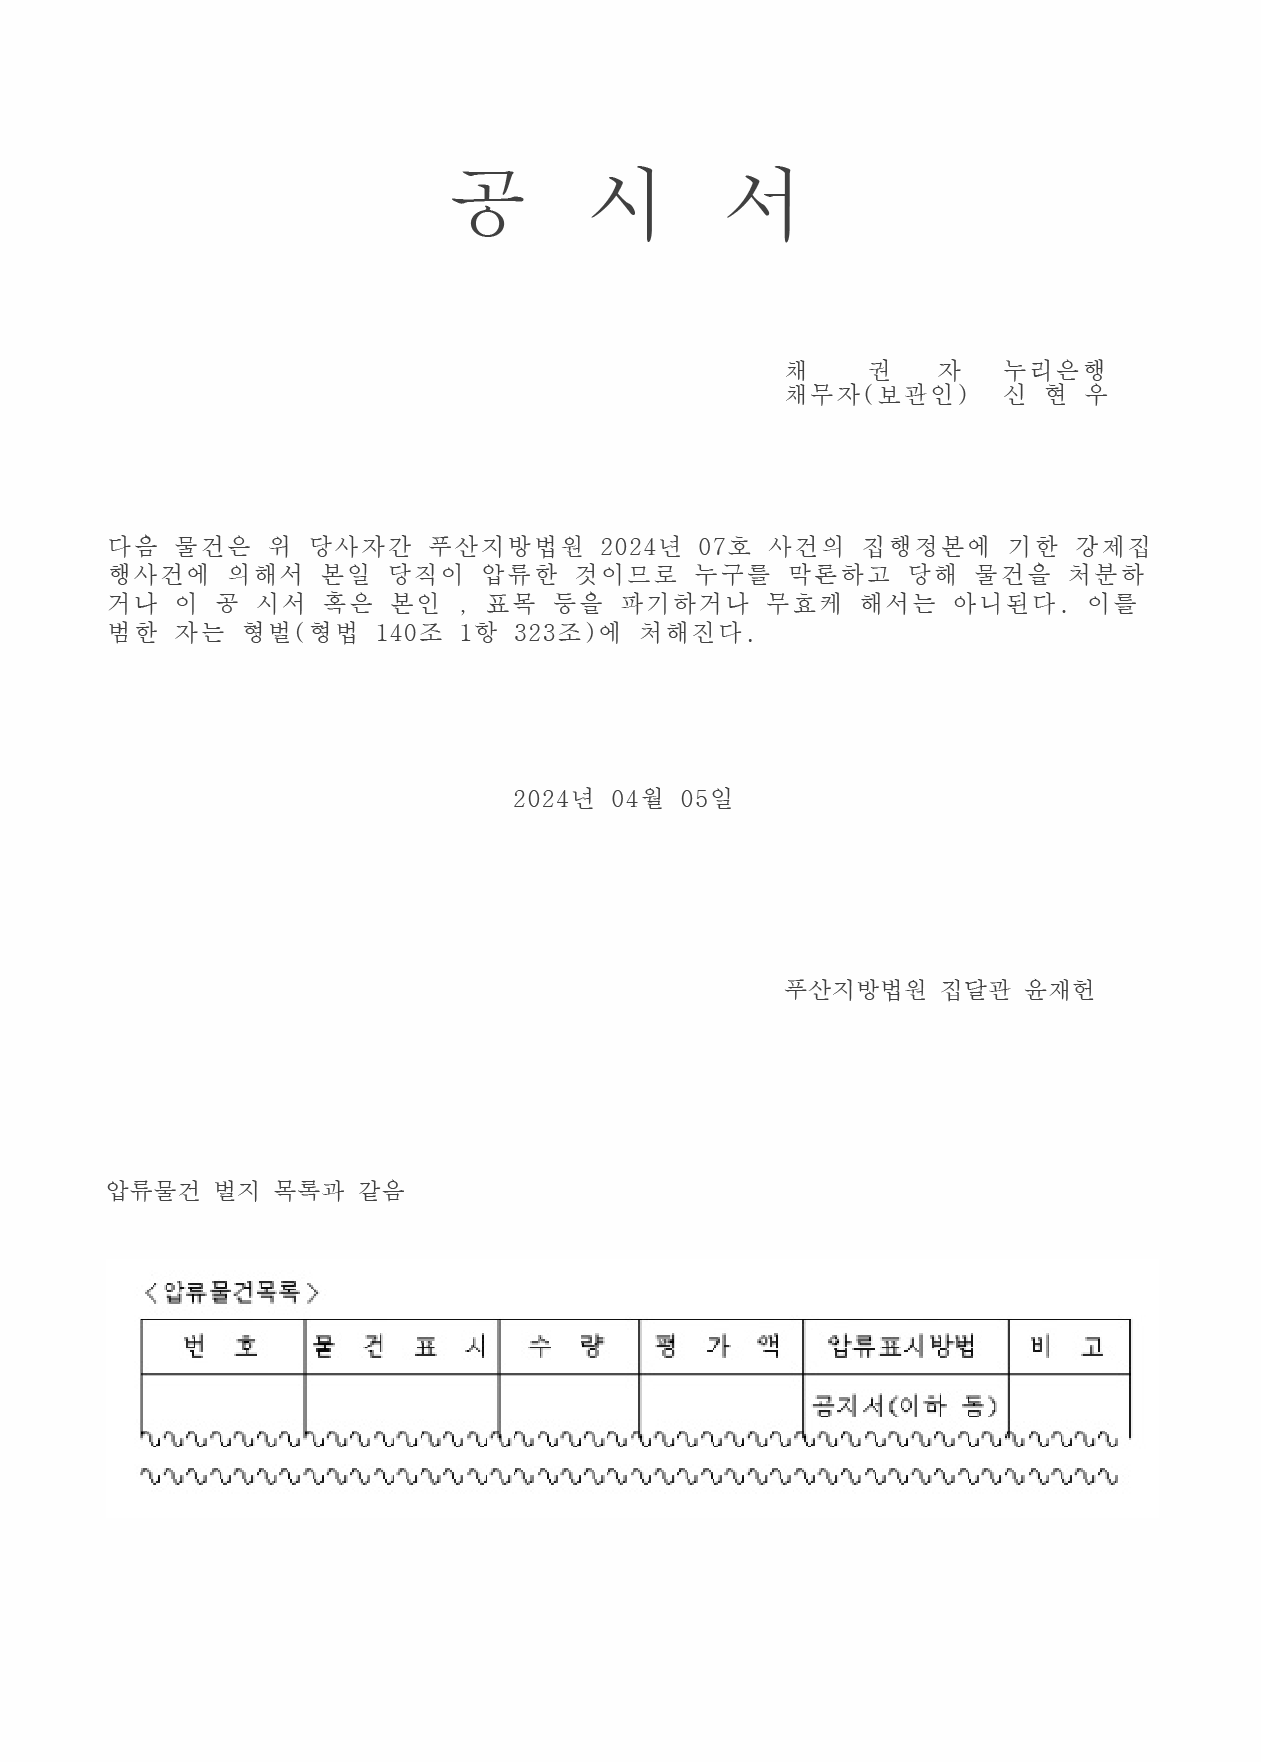 공 시 서
채 권 자 누리은행
채무자(보관인) 신 현 우
다음 물건은 위 당사자간 푸산지방법원 2024년 07호 사건의 집행정본에 기한 강제집
행사건에 의해서 본일 당직이 압류한 것이므로 누구를 막론하고 당해 물건을 처분하
거나 이 공 시서 혹은 본인 , 표목 등을 파기하거나 무효케 해서는 아니된다. 이를
범한 자는 형벌(형법 140조 1항 323조)에 처해진다.
2024년 04월 05일
푸산지방법원 집달관 윤재헌
압류물건 벌지 목록과 같음
<압류물건목록>
번 호 물 건 표 시 수 량 평 가 액 압류표시방법 비 고
공지서(이하 돔)